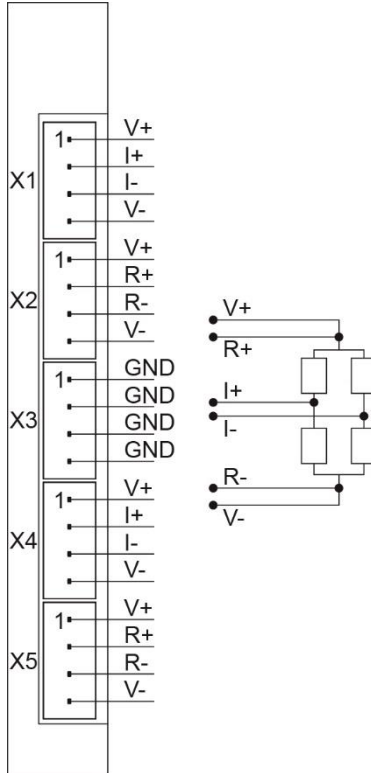 X1
1
V+
I+
I-
V-
X2
1
V+
R+
R-
V-
X3
1
GND
GND
GND
GND
X4
1
V+
I+
I-
V-
X5
1
V+
R+
R-
V-
V+
R+
I+
I-
R-
V-